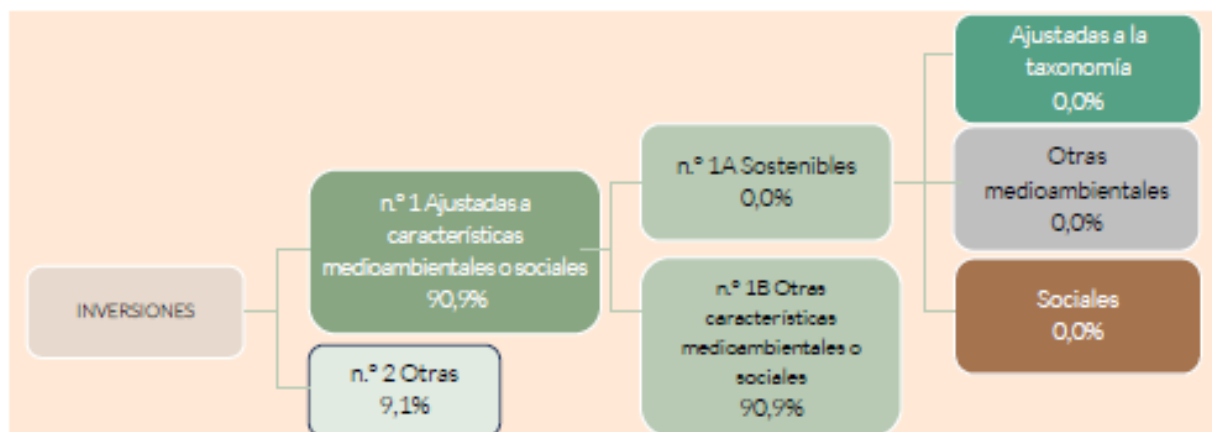 INVERSIONES
n.º 1 Ajustadas a
características
medioambientales o sociales
90,9%
n.º 2 Otras
9,1%
n.º 1A Sostenibles
0,0%
n.º 1B Otras
características
medioambientales o
sociales
90,9%
Ajustadas a la
taxonomía
0,0%
Otras
medioambientales
0,0%
Sociales
0,0%